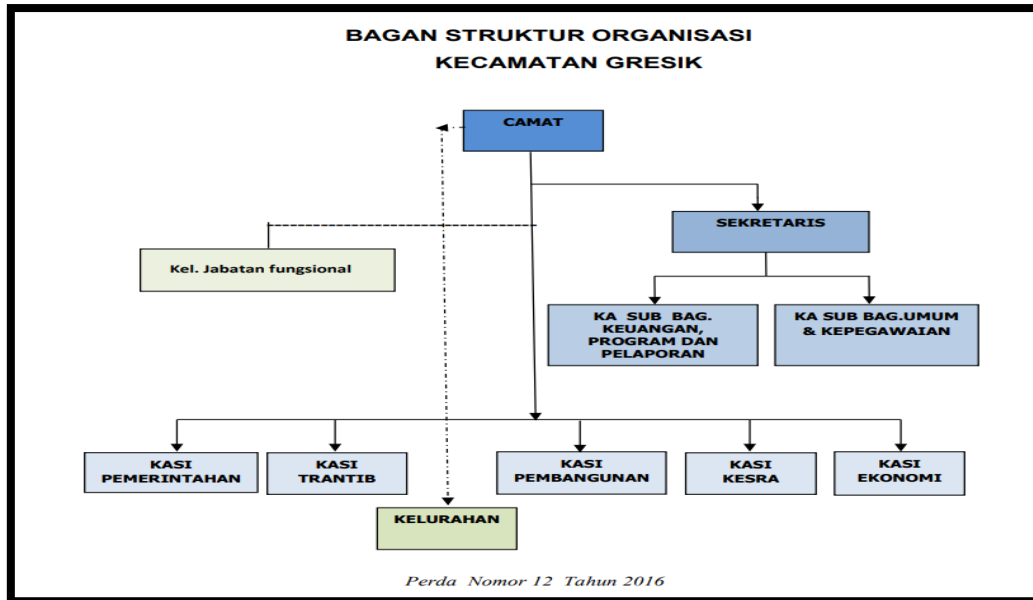 BAGAN STRUKTUR ORGANISASI
KECAMATAN GRESIK
CAMAT
SEKRETARIS
Kel. Jabatan fungsional
KA SUB BAG.
KEUANGAN,
PROGRAM DAN
PELAPORAN
KA SUB BAG.UMUM
& KEPEGAWAIAN
KASI
PEMERINTAHAN
KASI
TRANTIB
KASI
PEMBANGUNAN
KASI
KESRA
KASI
EKONOMI
KELURAHAN
Perda Nomor 12 Tahun 2016